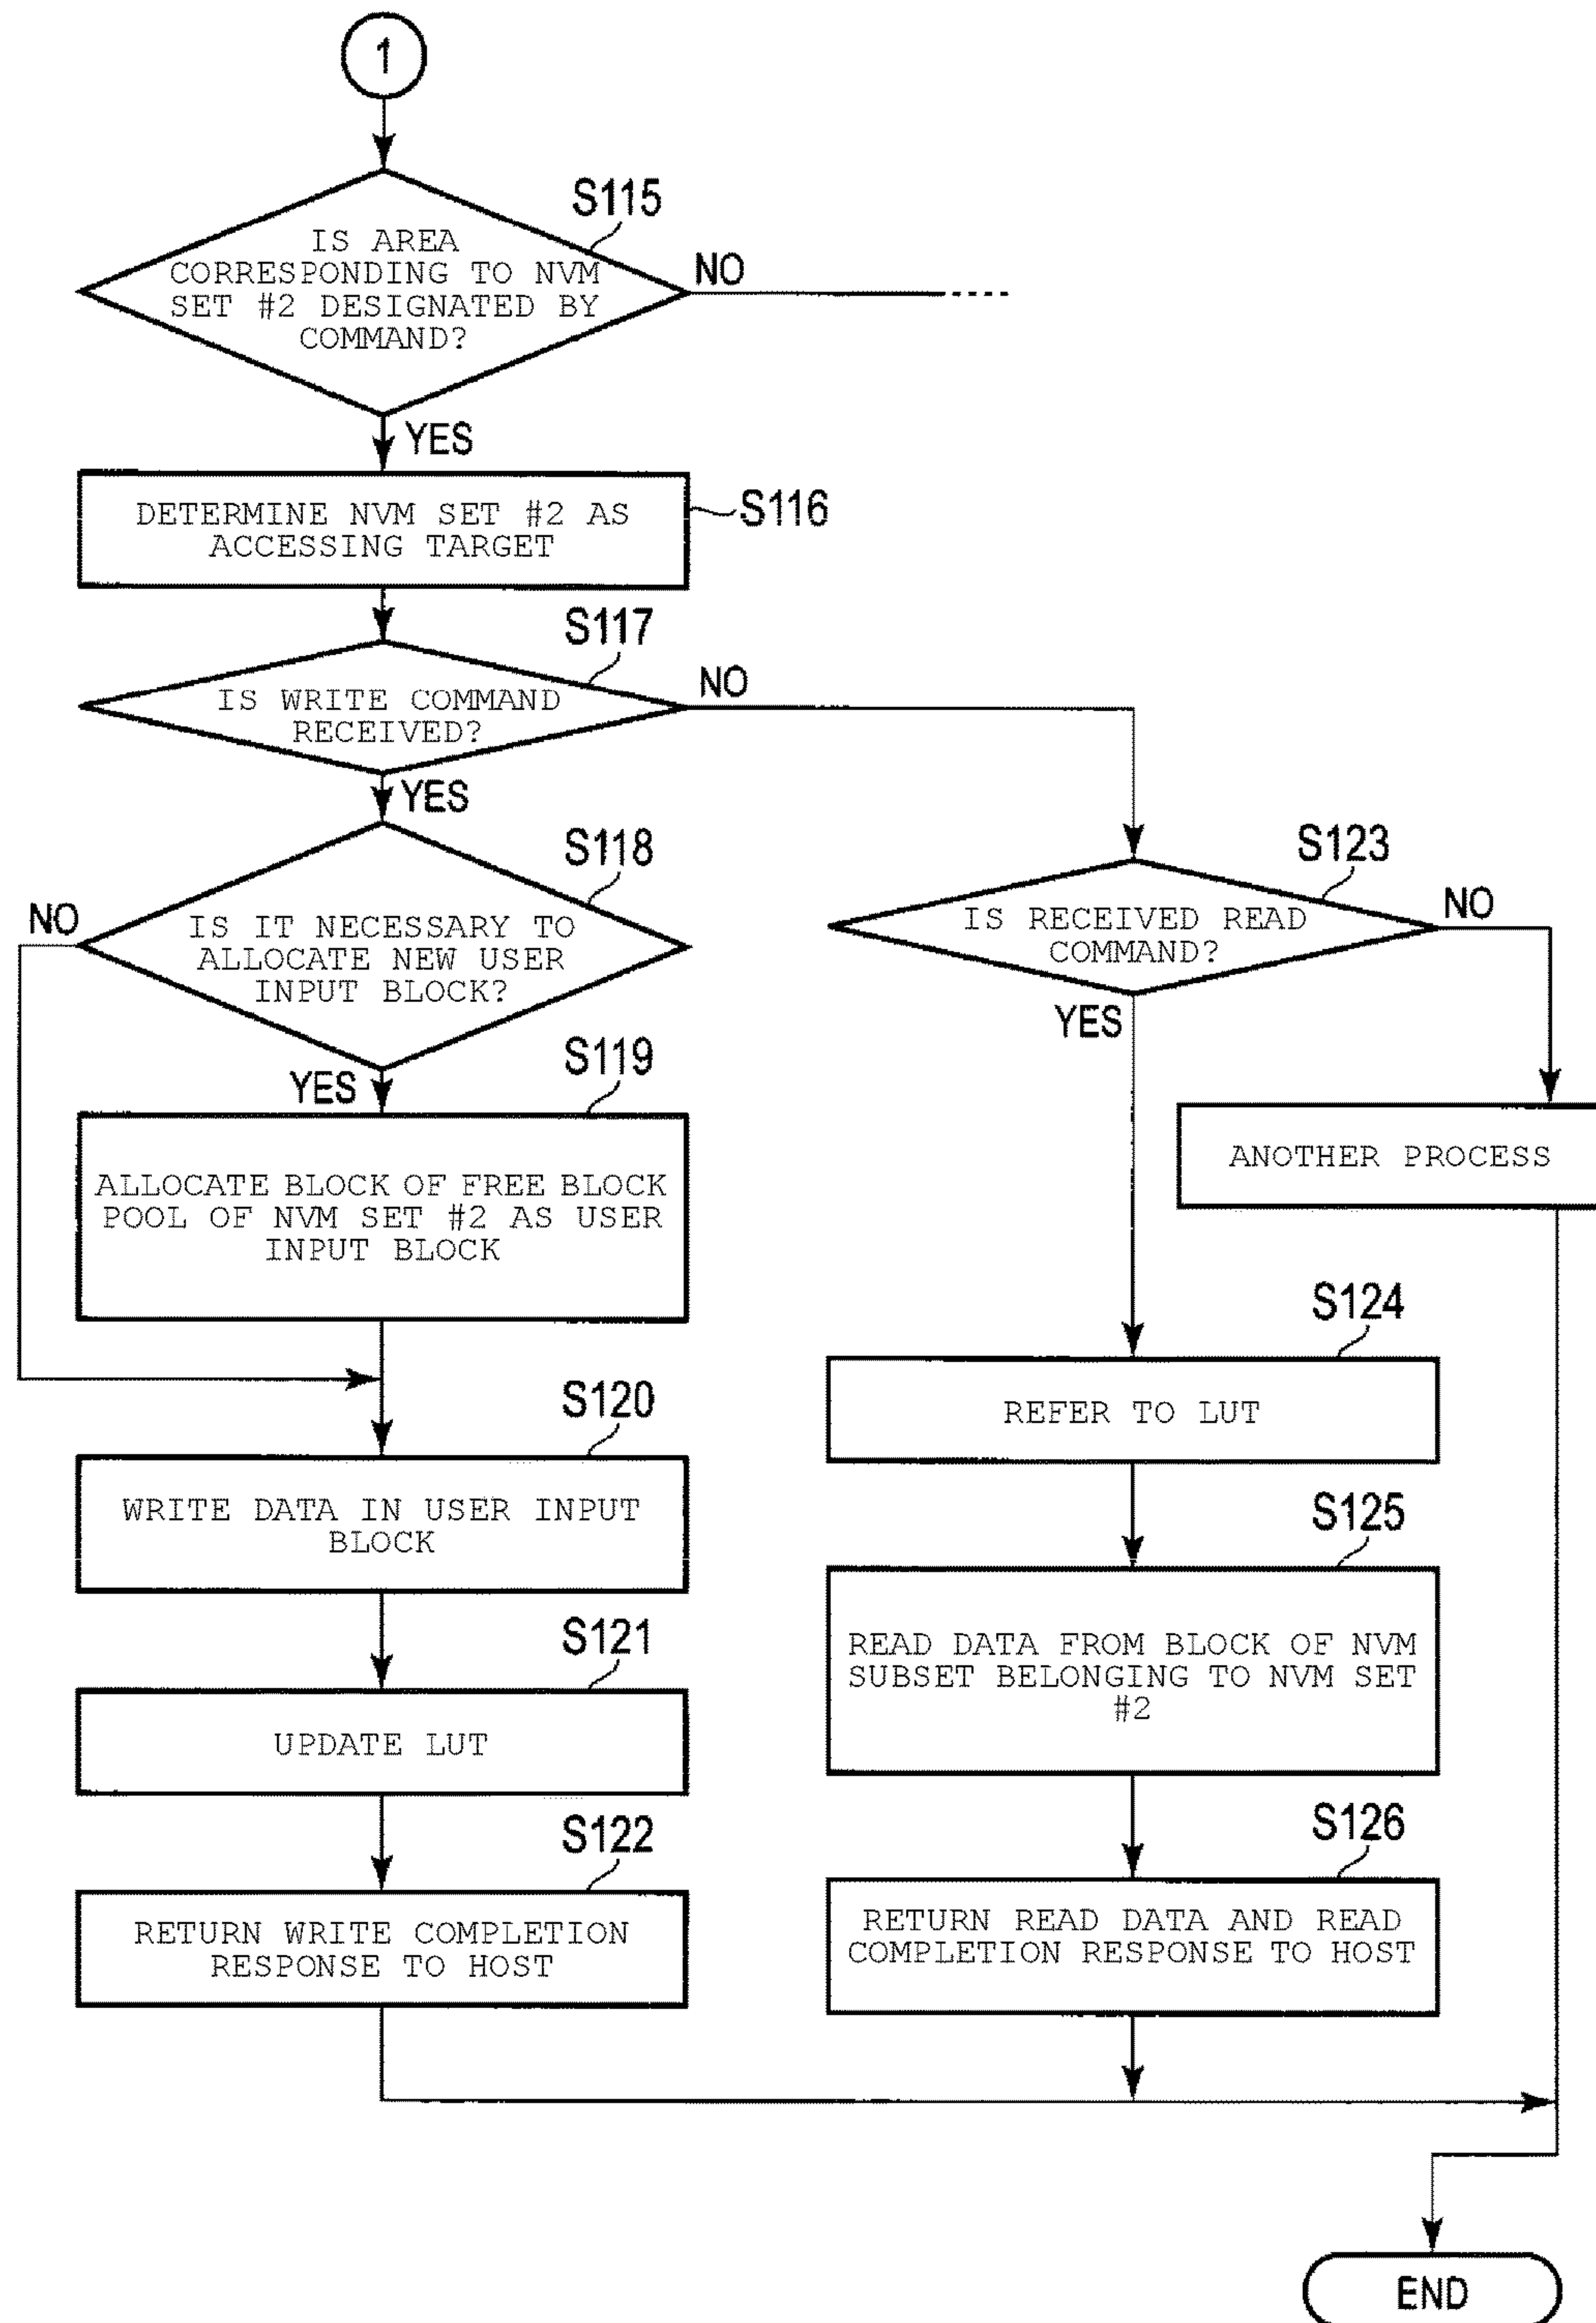 1
S115
IS AREA
CORRESPONDING TO NVM
SET #2 DESIGNATED BY
COMMAND?
NO
YES
DETERMINE NVM SET #2 AS
ACCESSING TARGET
S116
S117
IS WRITE COMMAND
RECEIVED?
NO
YES
S118
IS IT NECESSARY TO
ALLOCATE NEW USER
INPUT BLOCK?
NO
YES
S119
ALLOCATE BLOCK OF FREE BLOCK
POOL OF NVM SET #2 AS USER
INPUT BLOCK
S120
WRITE DATA IN USER INPUT
BLOCK
S121
UPDATE LUT
S122
RETURN WRITE COMPLETION
RESPONSE TO HOST
S123
IS RECEIVED READ
COMMAND?
NO
YES
ANOTHER PROCESS
S124
REFER TO LUT
S125
READ DATA FROM BLOCK OF NVM
SUBSET BELONGING TO NVM SET
#2
S126
RETURN READ DATA AND READ
COMPLETION RESPONSE TO HOST
END